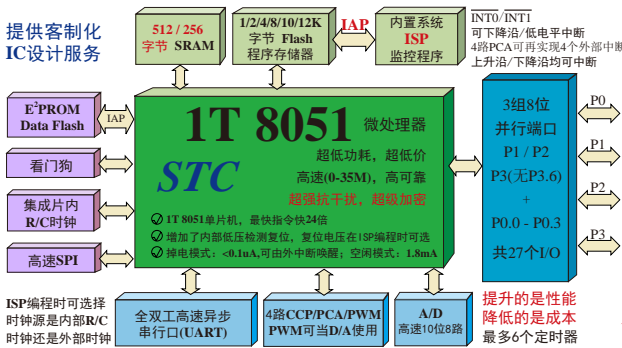 提供客制化
IC设计服务
512 / 256
字节 SRAM
1/2/4/8/10/12K
字节 Flash
程序存储器
IAP
内置系统
ISP
监控程序
INT0/INT1
可下降沿/低电平中断
4路PCA可再实现4个外部中断
上升沿/下降沿均可中断
E²PROM
Data Flash
IAP
看门狗
集成片内
R/C时钟
高速SPI
1T 8051 微处理器
STC
超低功耗，超低价
高速(0-35M)，高可靠
超强抗干扰，超级加密
1T 8051单片机，最快指令快24倍
增加了内部低压检测复位，复位电压在ISP编程时可选
掉电模式：<0.1uA,可由外中断唤醒；空闲模式：1.8mA
3组8位
并行端口
P1 / P2
P3(无P3.6)
+
P0.0 - P0.3
共27个I/O
P0
P1
P2
P3
ISP编程时可选择
时钟源是内部R/C
时钟还是外部时钟
全双工高速异步
串行口(UART)
4路CCP/PCA/PWM
PWM可当D/A使用
A/D
高速10位8路
提升的是性能
降低的是成本
最多6个定时器